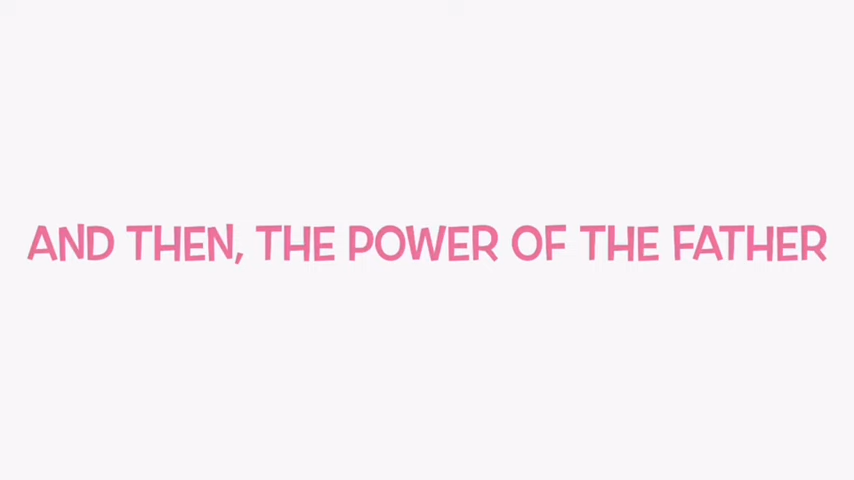 AND THEN, THE POWER OF THE FATHER